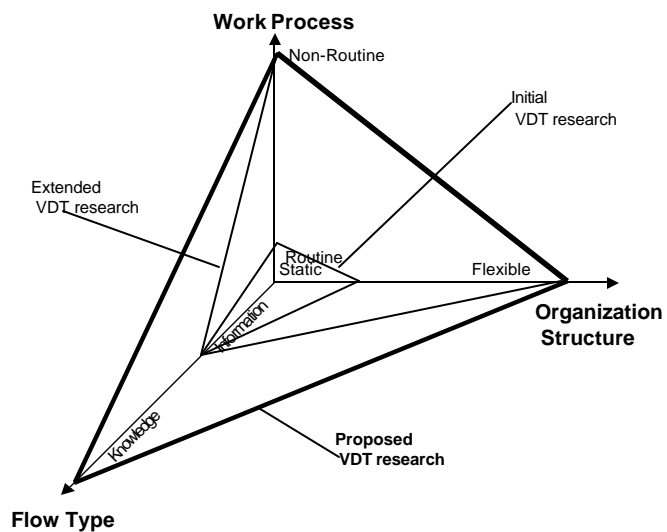 Work Process
Non-Routine
Initial
VDT research
Extended
VDT research
Routine
Static
Flexible
Information
Organization
Structure
Knowledge
Proposed
VDT research
Flow Type